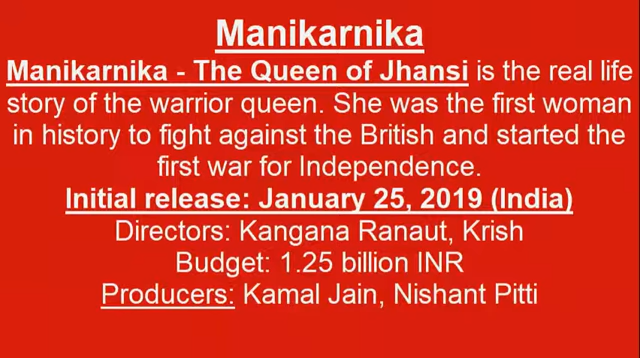 Manikarnika
Manikarnika - The Queen of Jhansi is the real life
story of the warrior queen. She was the first woman
in history to fight against the British and started the
first war for Independence.
Initial release: January 25, 2019 (India)
Directors: Kangana Ranaut, Krish
Budget: 1.25 billion INR
Producers: Kamal Jain, Nishant Pitti